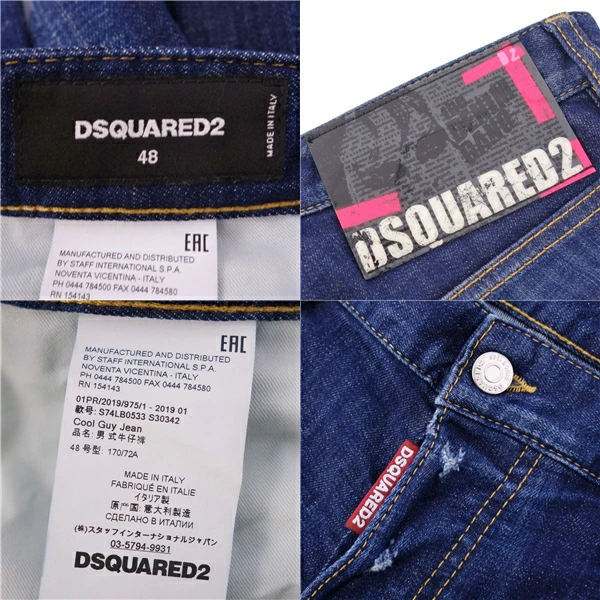 DSQUARED2
48
MADE IN ITALY
EAC
MANUFACTURED AND DISTRIBUTED
BY STAFF INTERNATIONAL S.P.A.
NOVENTA VICENTINA - ITALY
PH 0444 784500 FAX 0444 784580
RN 154143
D2
DSQUARED2
EAC
MANUFACTURED AND DISTRIBUTED
BY STAFF INTERNATIONAL S.P.A.
NOVENTA VICENTINA - ITALY
PH 0444 784500 FAX 0444 784580
RN 154143
01PR/2019/975/1 - 2019 01
款号: S74LB0533 S30342
Cool Guy Jean
品名: 男式牛仔裤
48 号型: 170/72A
MADE IN ITALY
FABRIQUÉ EN ITALIE
イタリア製
原产国: 意大利制造
СДЕЛАНО В ИТАЛИИ
(株)スタッフインターナショナルジャパン
03-5794-9931
DSQUARED2
DSQUARED2